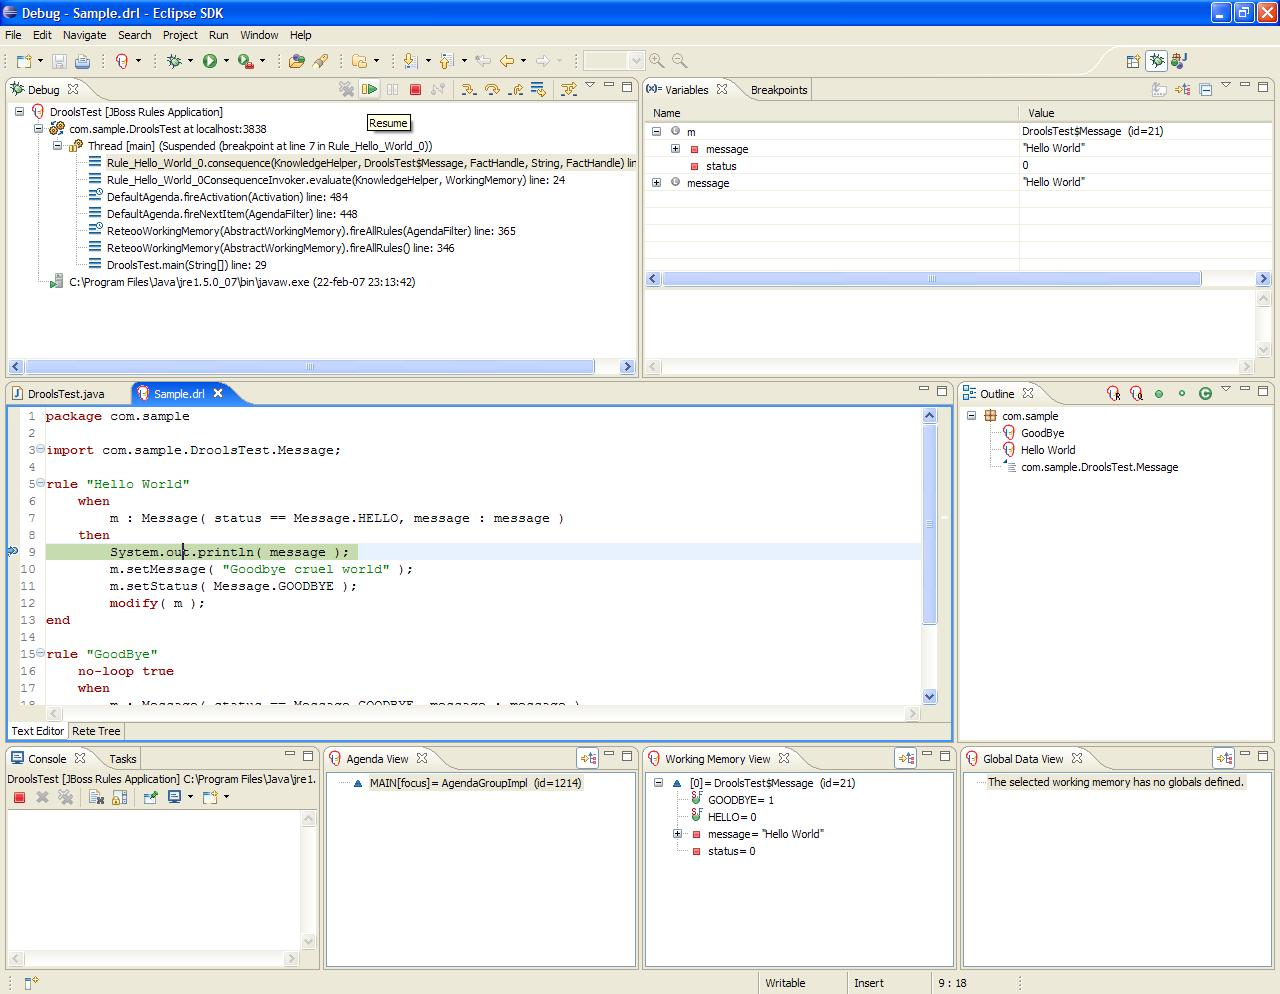 Debug - Sample.drl - Eclipse SDK
File Edit Navigate Search Project Run Window Help
Debug
DroolsTest [JBoss Rules Application]
com.sample.DroolsTest at localhost:3838
Resume
Thread [main] (Suspended (breakpoint at line 7 in Rule_Hello_World_0))
Rule_Hello_World_0.consequence(KnowledgeHelper, DroolsTest$Message, FactHandle, String, FactHandle) lin
Rule_Hello_World_0ConsequenceInvoker.evaluate(KnowledgeHelper, WorkingMemory) line: 24
DefaultAgenda.fireActivation(Activation) line: 484
DefaultAgenda.fireNextItem(AgendaFilter) line: 448
ReteooWorkingMemory(AbstractWorkingMemory).fireAllRules(AgendaFilter) line: 365
ReteooWorkingMemory(AbstractWorkingMemory).fireAllRules() line: 346
DroolsTest.main(String[]) line: 29
C:\Program Files\Java\jre1.5.0_07\bin\javaw.exe (22-feb-07 23:13:42)
(x)= Variables Breakpoints
Name Value
m DroolsTest$Message (id=21)
message "Hello World"
status 0
message "Hello World"
DroolsTest.java Sample.drl
1 package com.sample
2
3 import com.sample.DroolsTest.Message;
4
5 rule "Hello World"
6 when
7 m : Message( status == Message.HELLO, message : message )
8 then
9 System.out.println( message );
10 m.setMessage( "Goodbye cruel world" );
11 m.setStatus( Message.GOODBYE );
12 modify( m );
13 end
14
15 rule "GoodBye"
16 no-loop true
17 when
18 m : Message( status == Message.GOODBYE, message : message )
Text Editor Rete Tree
Outline
com.sample
GoodBye
Hello World
com.sample.DroolsTest.Message
Console Tasks
DroolsTest [JBoss Rules Application] C:\Program Files\Java\jre1.
Agenda View
MAIN[focus]= AgendaGroupImpl (id=1214)
Working Memory View
[0]= DroolsTest$Message (id=21)
GOODBYE= 1
HELLO= 0
message= "Hello World"
status= 0
Global Data View
The selected working memory has no globals defined.
Writable Insert 9 : 18